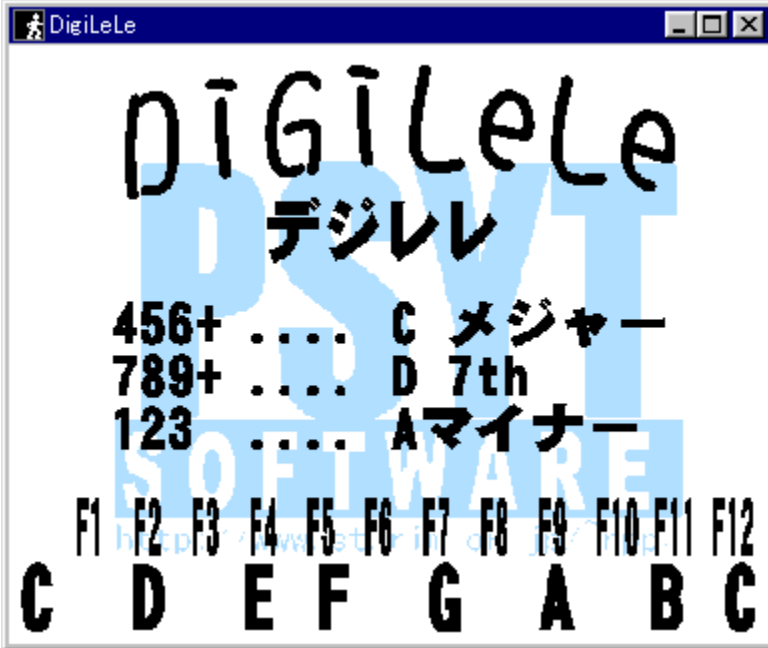 DigiLeLe
DiGiLeLe
デジレレ
PSYT
456+ .... C メジャー
789+ .... D 7th
123 .... Aマイナー
SOFTWARE
F1 F2 F3 F4 F5 F6 F7 F8 F9 F10 F11 F12
C D E F G A B C